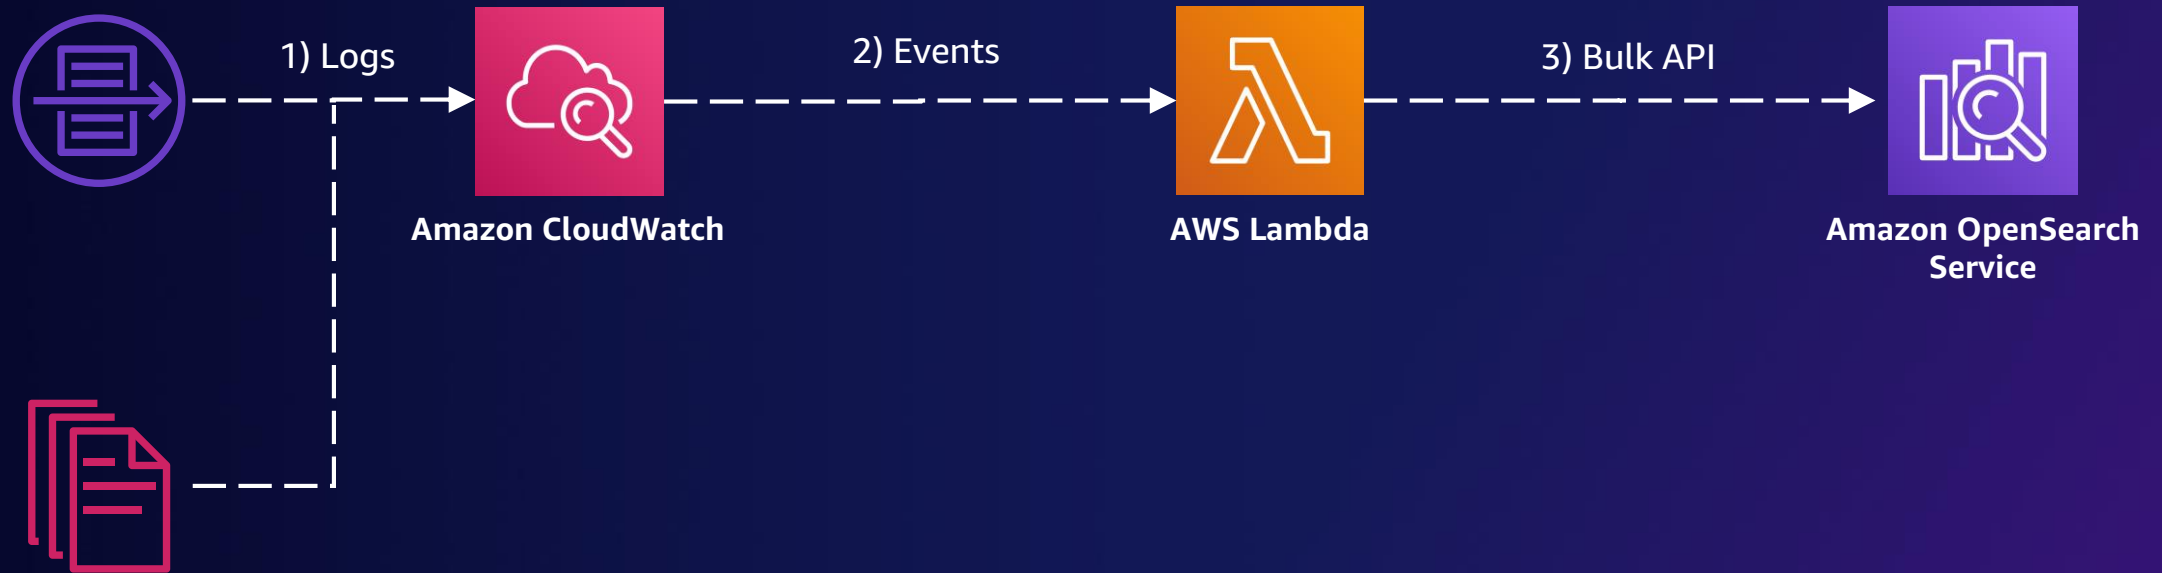 1) Logs
2) Events
3) Bulk API
Amazon CloudWatch
AWS Lambda
Amazon OpenSearch
Service